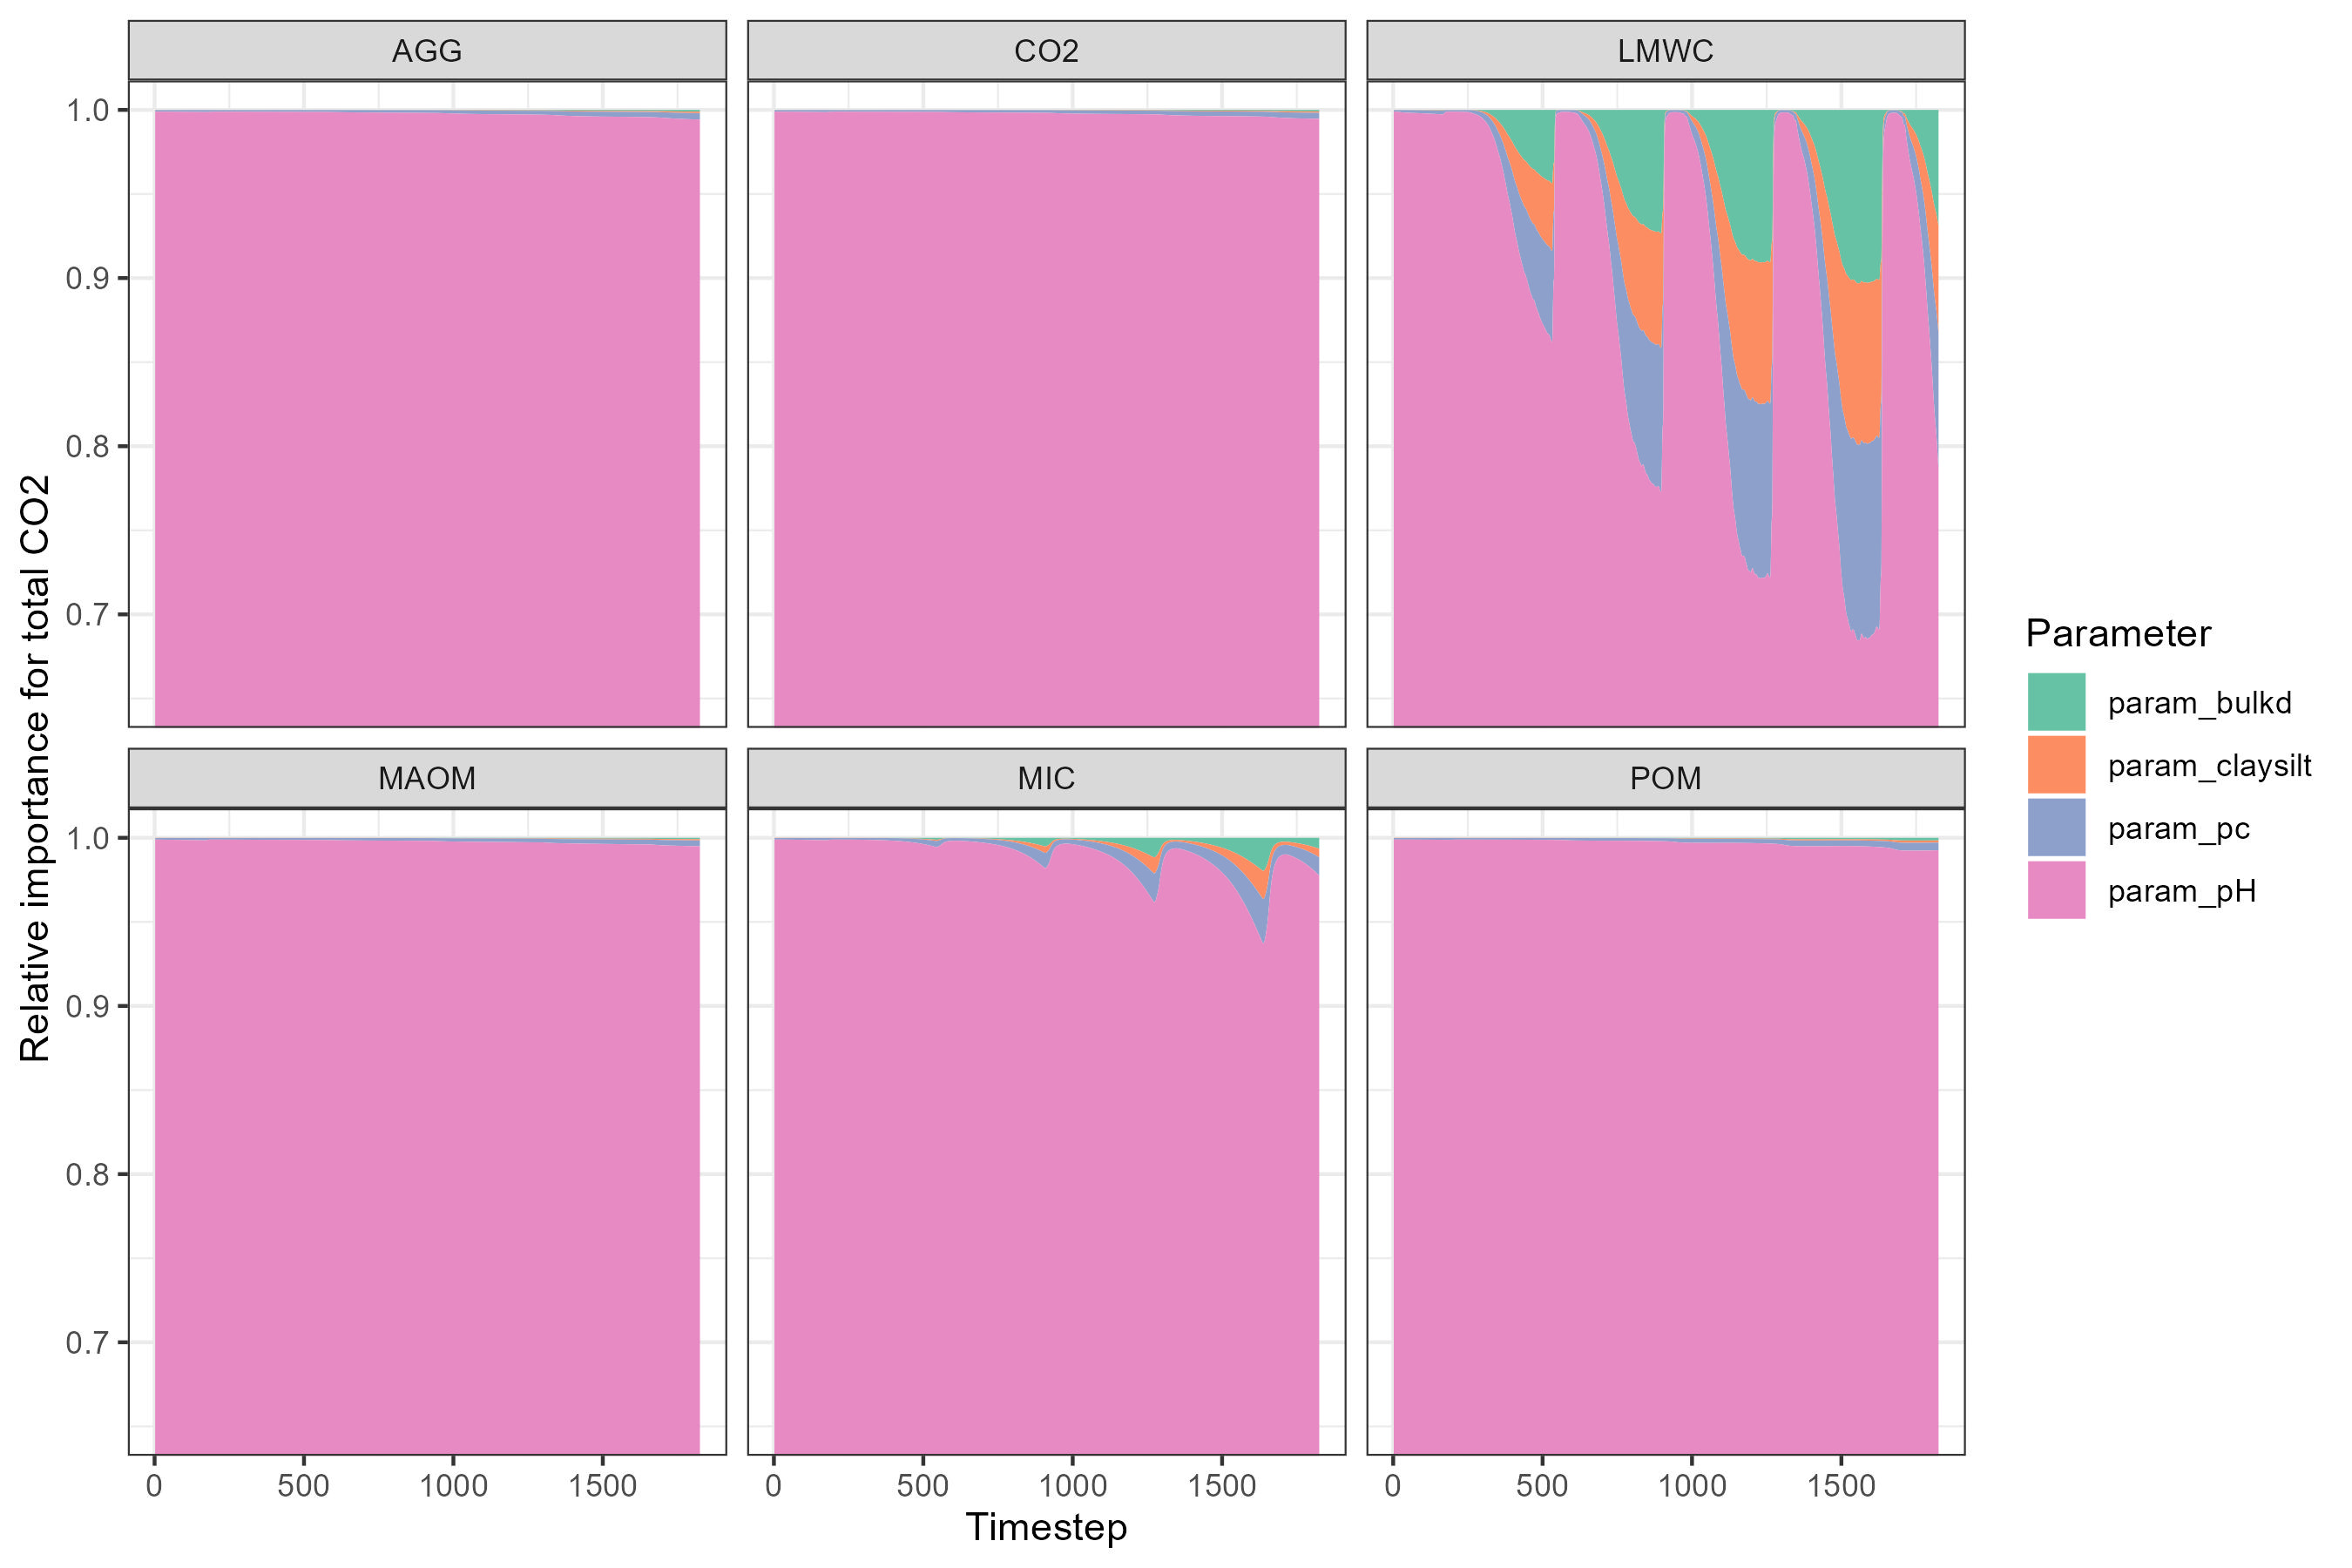 AGG
CO2
LMWC
1.0
0.9
0.8
0.7
MAOM
MIC
POM
1.0
0.9
0.8
0.7
0 500 1000 1500
0 500 1000 1500
0 500 1000 1500
Timestep
Relative importance for total CO2
Parameter
param_bulkd
param_claysilt
param_pc
param_pH